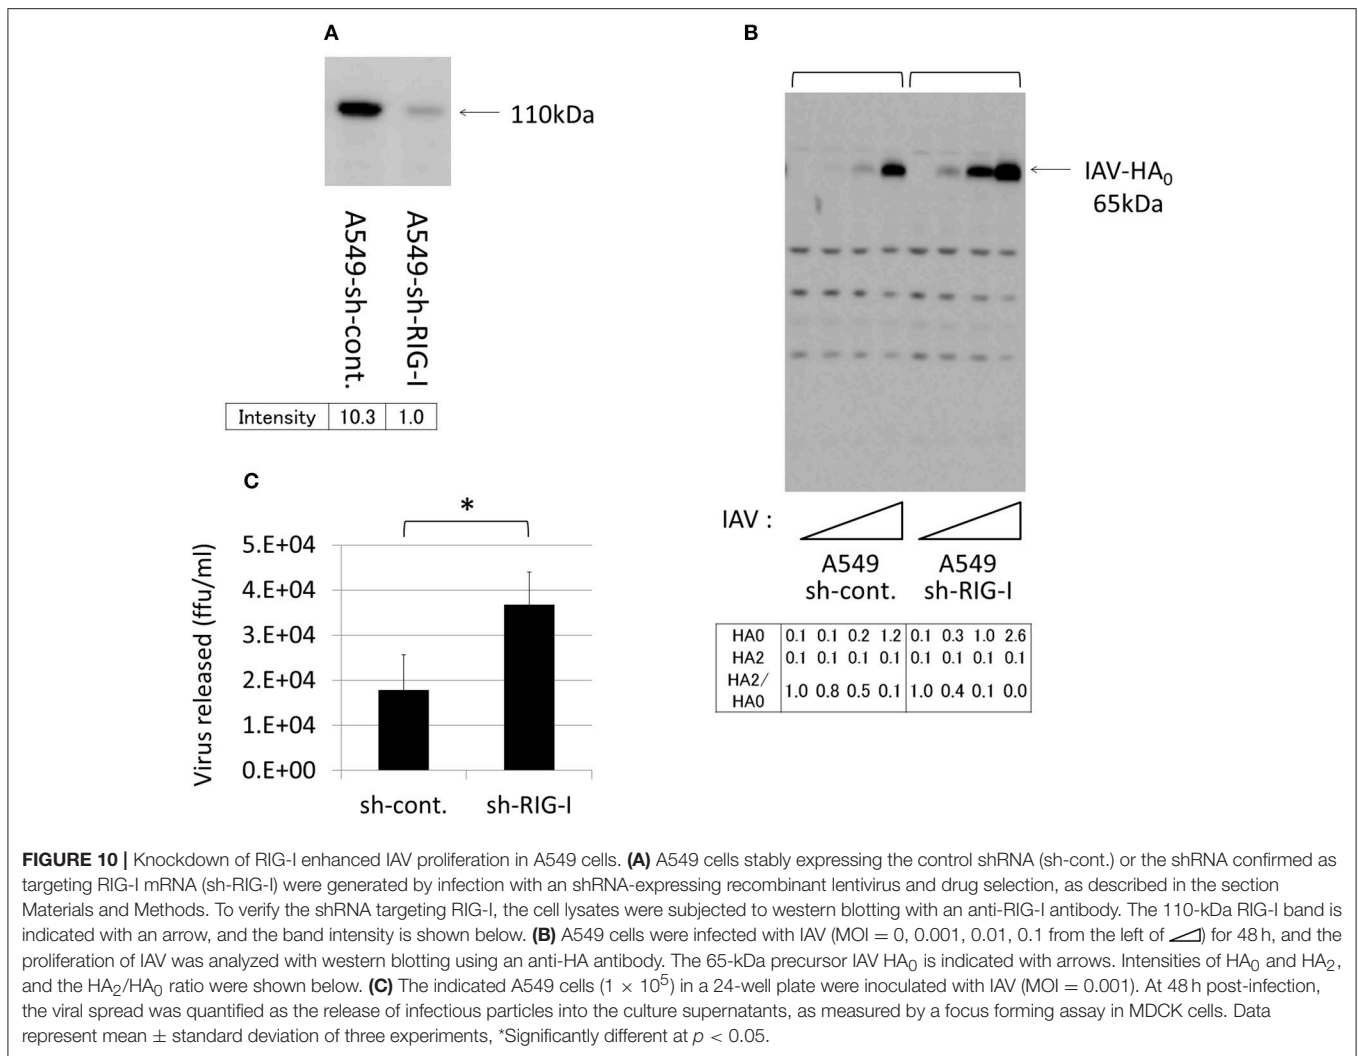 A
110kDa
A549-sh-cont.
A549-sh-RIG-I
Intensity 10.3 1.0
B
IAV-HA0
65kDa
IAV :
A549
sh-cont.
A549
sh-RIG-I
HA0 0.1 0.1 0.2 1.2 0.1 0.3 1.0 2.6
HA2 0.1 0.1 0.1 0.1 0.1 0.1 0.1 0.1
HA2/
HA0 1.0 0.8 0.5 0.1 1.0 0.4 0.1 0.0
C
*
Virus released (ffu/ml)
5.E+04
4.E+04
3.E+04
2.E+04
1.E+04
0.E+00
sh-cont. sh-RIG-I
FIGURE 10 | Knockdown of RIG-I enhanced IAV proliferation in A549 cells. (A) A549 cells stably expressing the control shRNA (sh-cont.) or the shRNA confirmed as
targeting RIG-I mRNA (sh-RIG-I) were generated by infection with an shRNA-expressing recombinant lentivirus and drug selection, as described in the section
Materials and Methods. To verify the shRNA targeting RIG-I, the cell lysates were subjected to western blotting with an anti-RIG-I antibody. The 110-kDa RIG-I band is
indicated with an arrow, and the band intensity is shown below. (B) A549 cells were infected with IAV (MOI = 0, 0.001, 0.01, 0.1 from the left of ) for 48 h, and the
proliferation of IAV was analyzed with western blotting using an anti-HA antibody. The 65-kDa precursor IAV HA0 is indicated with arrows. Intensities of HA0 and HA2,
and the HA2/HA0 ratio were shown below. (C) The indicated A549 cells (1 × 10^5) in a 24-well plate were inoculated with IAV (MOI = 0.001). At 48 h post-infection,
the viral spread was quantified as the release of infectious particles into the culture supernatants, as measured by a focus forming assay in MDCK cells. Data
represent mean ± standard deviation of three experiments, *Significantly different at p < 0.05.